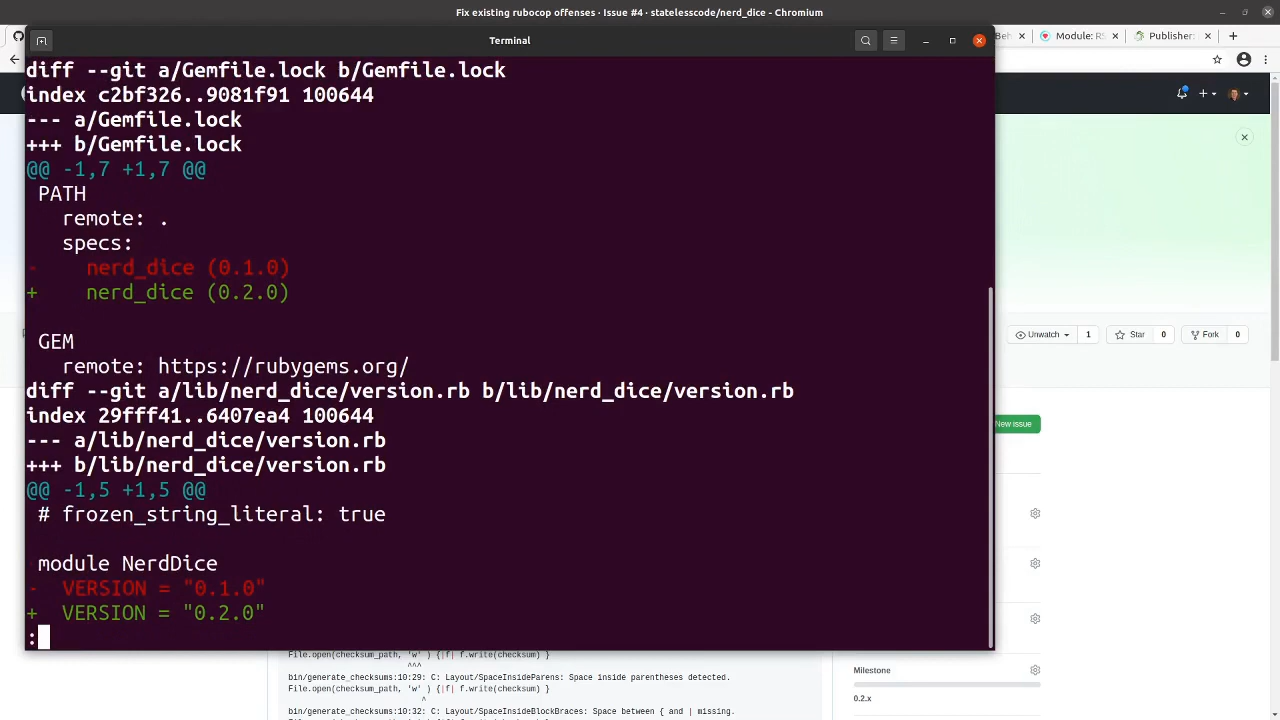 Fix existing rubocop offenses · Issue #4 · statelesscode/nerd_dice - Chromium
Terminal
Module: RS
Publisher:
diff --git a/Gemfile.lock b/Gemfile.lock
index c2bf326..9081f91 100644
--- a/Gemfile.lock
+++ b/Gemfile.lock
@@ -1,7 +1,7 @@
 PATH
   remote: .
   specs:
-    nerd_dice (0.1.0)
+    nerd_dice (0.2.0)
 GEM
   remote: https://rubygems.org/
diff --git a/lib/nerd_dice/version.rb b/lib/nerd_dice/version.rb
index 29fff41..6407ea4 100644
--- a/lib/nerd_dice/version.rb
+++ b/lib/nerd_dice/version.rb
@@ -1,5 +1,5 @@
 # frozen_string_literal: true
 module NerdDice
-  VERSION = "0.1.0"
+  VERSION = "0.2.0"
:
Unwatch 1 Star 0 Fork 0
New issue
File.open(checksum_path, 'w' ) {|f| f.write(checksum) }
^^^
bin/generate_checksums:10:29: C: Layout/SpaceInsideParens: Space inside parentheses detected.
File.open(checksum_path, 'w' ) {|f| f.write(checksum) }
^
bin/generate_checksums:10:32: C: Layout/SpaceInsideBlockBraces: Space between { and | missing.
Milestone
0.2.x